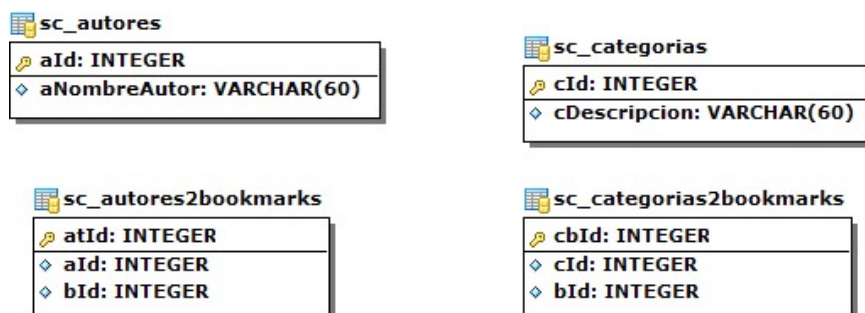 sc_autores
aId: INTEGER
aNombreAutor: VARCHAR(60)
sc_categorias
cId: INTEGER
cDescripcion: VARCHAR(60)
sc_autores2bookmarks
atId: INTEGER
aId: INTEGER
bId: INTEGER
sc_categorias2bookmarks
cbId: INTEGER
cId: INTEGER
bId: INTEGER